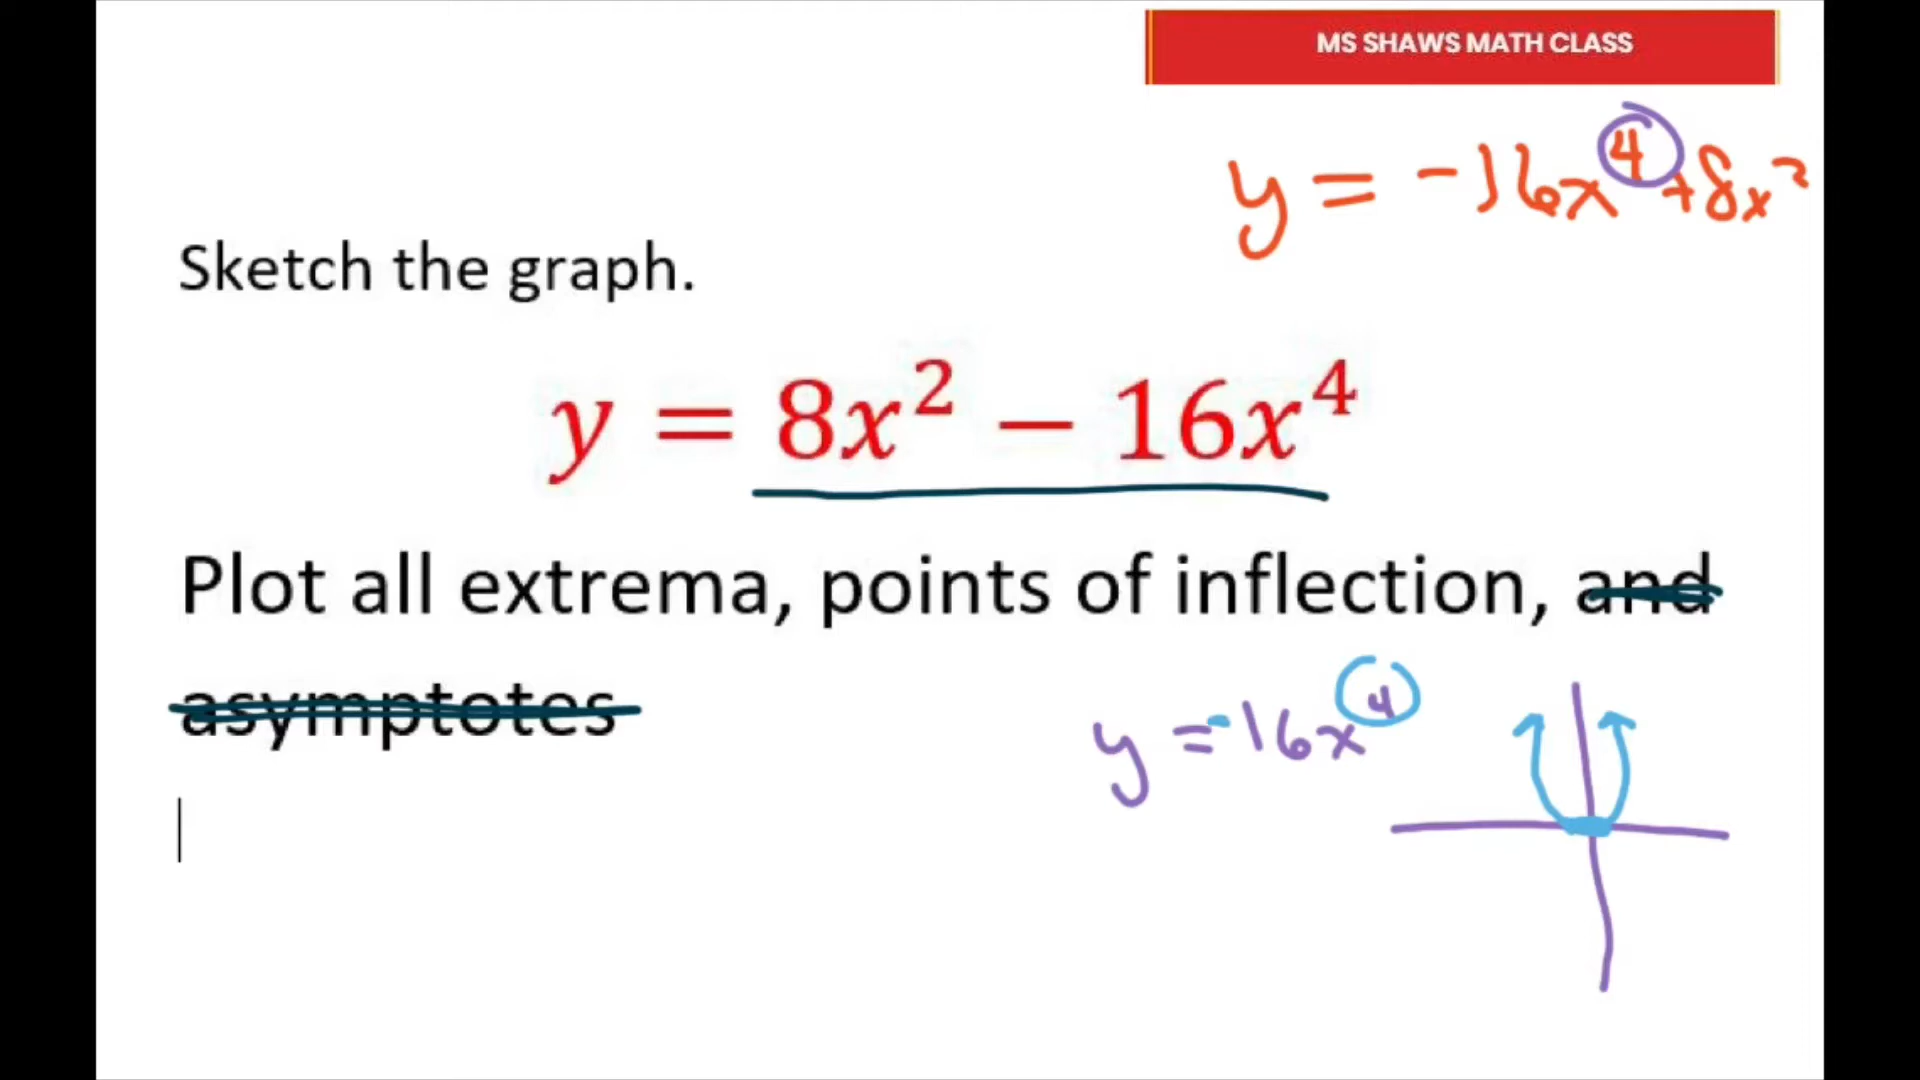 MS SHAWS MATH CLASS
y = -16x⁴+8x²
Sketch the graph.
y = 8x² − 16x⁴
Plot all extrema, points of inflection, and
asymptotes
y = -16x⁴